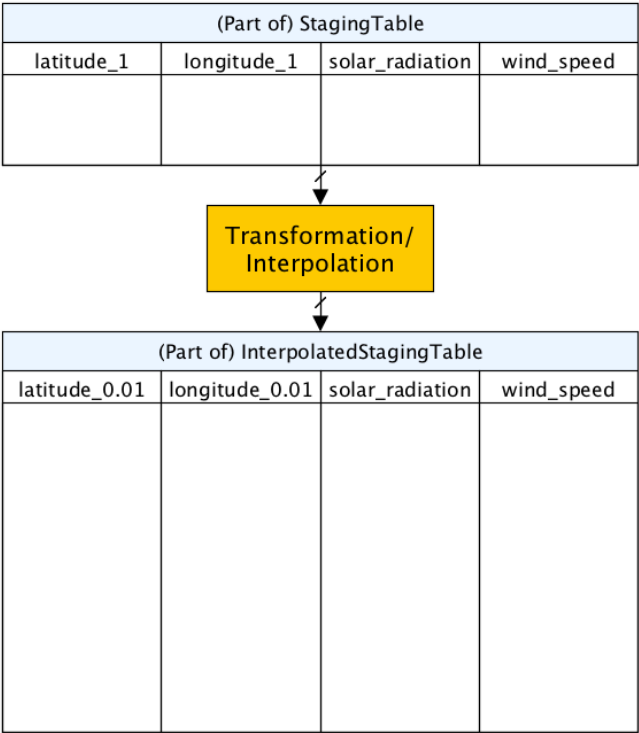 (Part of) StagingTable
latitude_1 longitude_1 solar_radiation wind_speed
Transformation/
Interpolation
(Part of) InterpolatedStagingTable
latitude_0.01 longitude_0.01 solar_radiation wind_speed